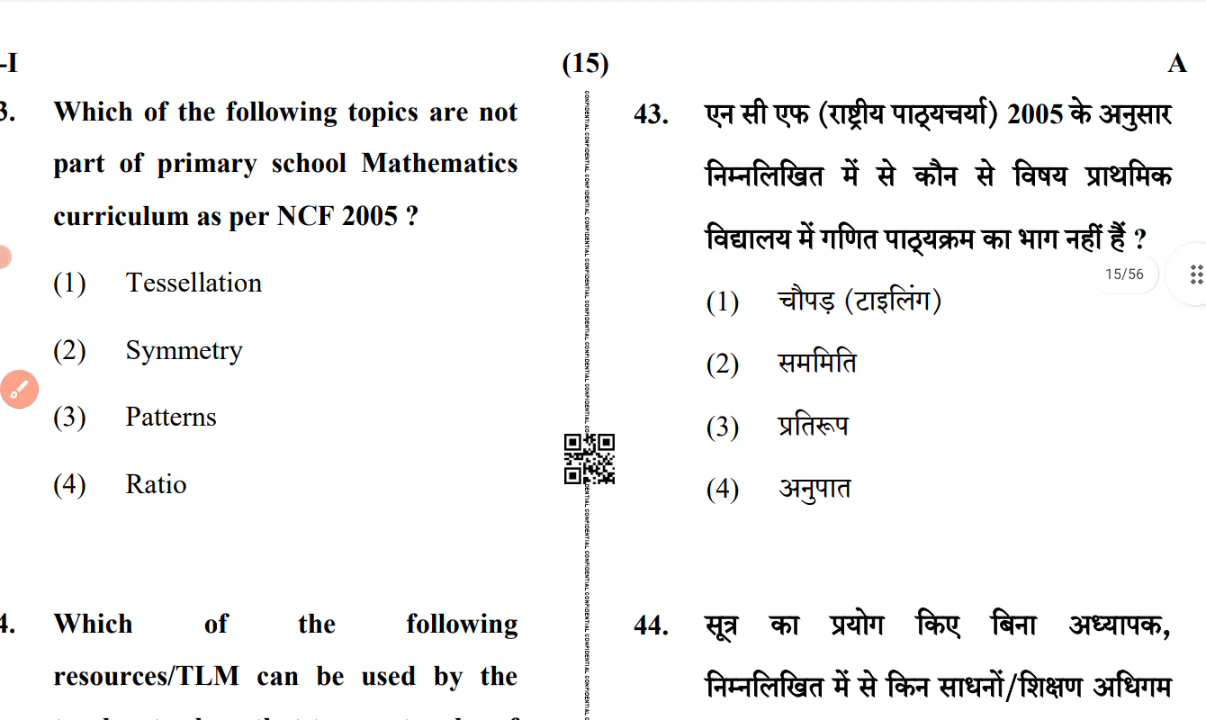 -I
(15)
A
3. Which of the following topics are not
part of primary school Mathematics
curriculum as per NCF 2005 ?
(1) Tessellation
(2) Symmetry
(3) Patterns
(4) Ratio
4. Which of the following
resources/TLM can be used by the
43. एन सी एफ (राष्ट्रीय पाठ्यचर्या) 2005 के अनुसार
निम्नलिखित में से कौन से विषय प्राथमिक
विद्यालय में गणित पाठ्यक्रम का भाग नहीं हैं ?
15/56
(1) चौपड़ (टाइलिंग)
(2) सममिति
(3) प्रतिरूप
(4) अनुपात
44. सूत्र का प्रयोग किए बिना अध्यापक,
निम्नलिखित में से किन साधनों/शिक्षण अधिगम